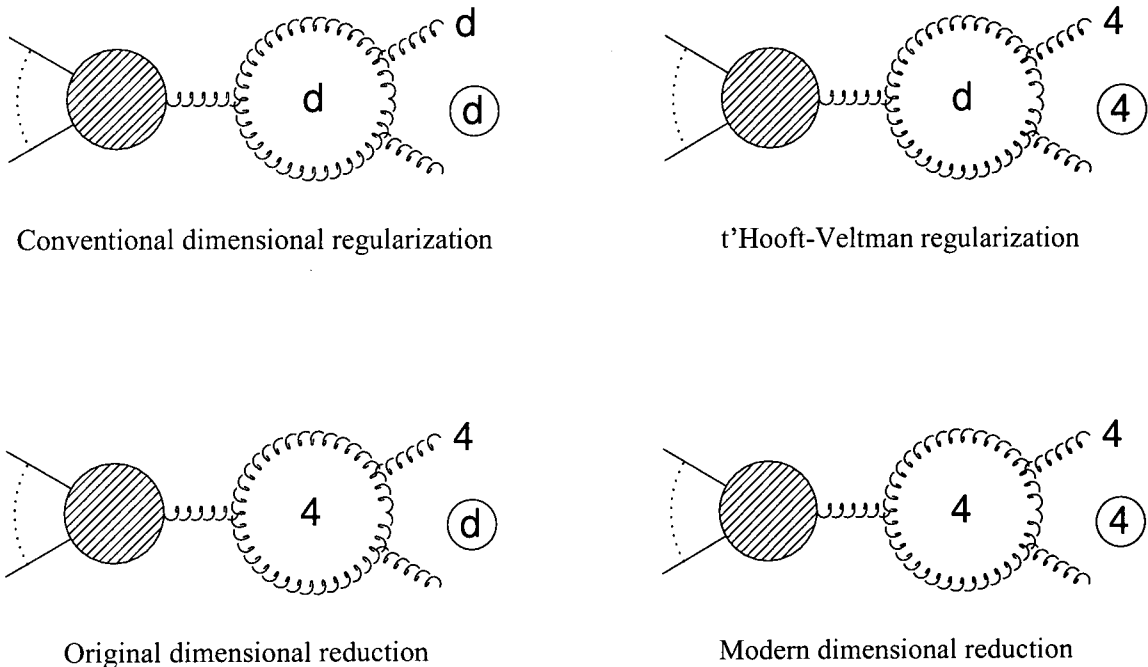 d
4
d
d
d
4
Conventional dimensional regularization
t'Hooft-Veltman regularization
4
4
4
d
4
4
Original dimensional reduction
Modern dimensional reduction